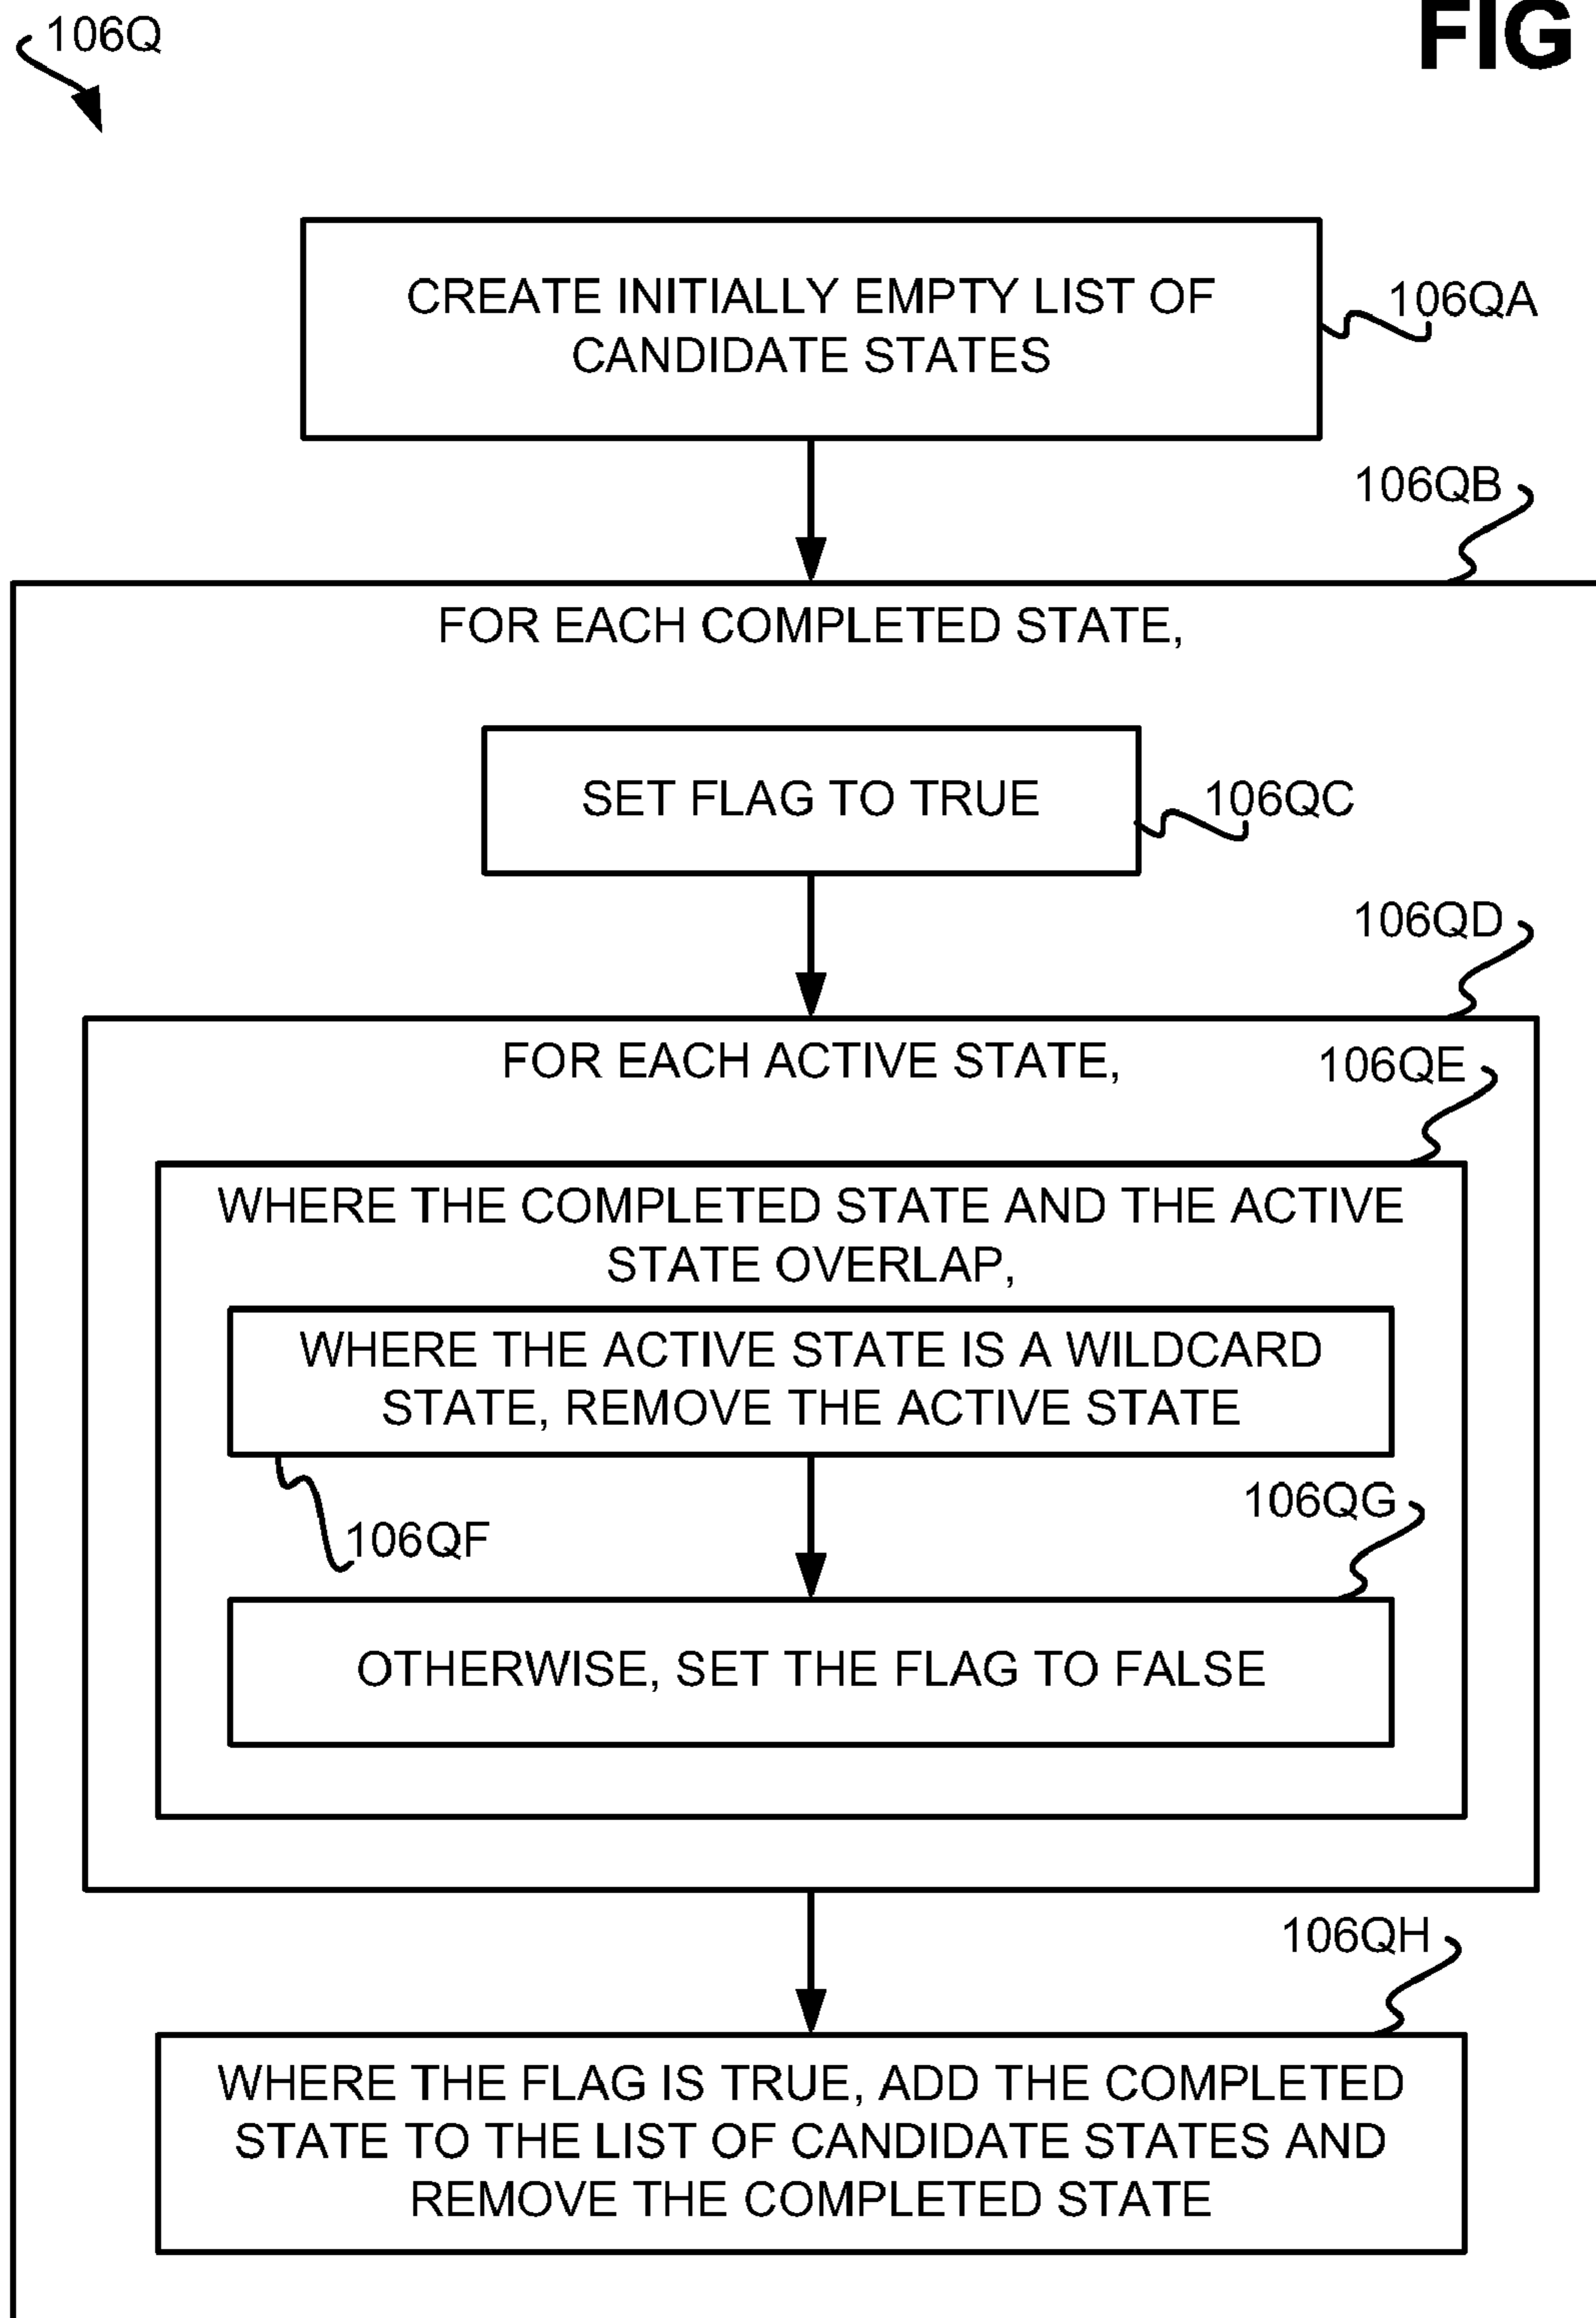 106Q
FIG
CREATE INITIALLY EMPTY LIST OF
CANDIDATE STATES
106QA
106QB
FOR EACH COMPLETED STATE,
SET FLAG TO TRUE
106QC
106QD
FOR EACH ACTIVE STATE,
106QE
WHERE THE COMPLETED STATE AND THE ACTIVE
STATE OVERLAP,
WHERE THE ACTIVE STATE IS A WILDCARD
STATE, REMOVE THE ACTIVE STATE
106QF
106QG
OTHERWISE, SET THE FLAG TO FALSE
106QH
WHERE THE FLAG IS TRUE, ADD THE COMPLETED
STATE TO THE LIST OF CANDIDATE STATES AND
REMOVE THE COMPLETED STATE